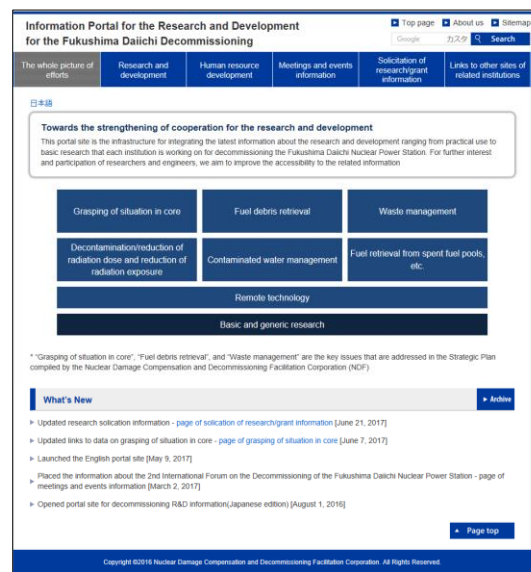 Information Portal for the Research and Development
for the Fukushima Daiichi Decommissioning
Top page About us Sitemap
Google カスタ Search
The whole picture of
efforts
Research and
development
Human resource
development
Meetings and events
information
Solicitation of
research/grant
information
Links to other sites of
related institutions
日本語
Towards the strengthening of cooperation for the research and development
This portal site is the infrastructure for integrating the latest information about the research and development ranging from practical use to
basic research that each institution is working on for decommissioning the Fukushima Daiichi Nuclear Power Station. For further interest
and participation of researchers and engineers, we aim to improve the accessibility to the related information
Grasping of situation in core
Fuel debris retrieval
Waste management
Decontamination/reduction of
radiation dose and reduction of
radiation exposure
Contaminated water management
Fuel retrieval from spent fuel pools,
etc.
Remote technology
Basic and generic research
* "Grasping of situation in core", "Fuel debris retrieval", and "Waste management" are the key issues that are addressed in the Strategic Plan
compiled by the Nuclear Damage Compensation and Decommissioning Facilitation Corporation (NDF)
What's New
Archive
Updated research solication information - page of solication of research/grant information [June 21, 2017]
Updated links to data on grasping of situation in core - page of grasping of situation in core [June 7, 2017]
Launched the English portal site [May 9, 2017]
Placed the information about the 2nd International Forum on the Decommissioning of the Fukushima Daiichi Nuclear Power Station - page of
meetings and events information [March 2, 2017]
Opened portal site for decommissioning R&D information(Japanese edition) [August 1, 2016]
Page top
Copyright ©2016 Nuclear Damage Compensation and Decommissioning Facilitation Corporation. All Rights Reserved.